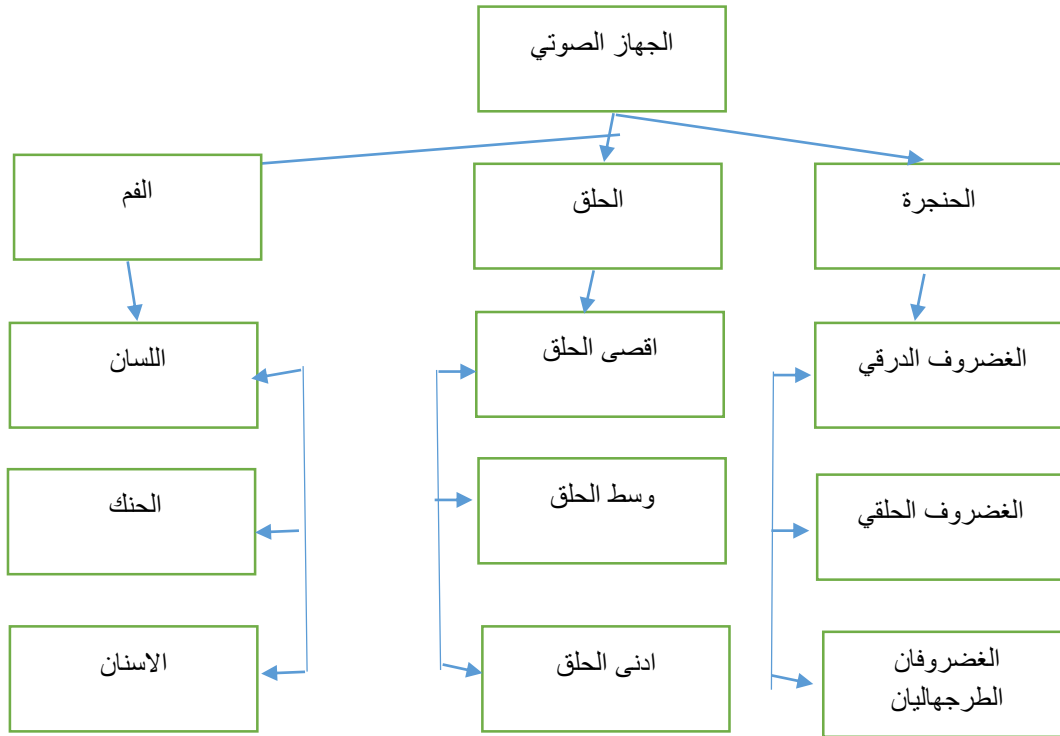 الجهاز الصوتي
الحنجرة
الحلق
الفم
الغضروف الدرقي
اقصى الحلق
اللسان
الغضروف الحلقي
وسط الحلق
الحنك
الغضروفان
الطرجهاليان
ادنى الحلق
الاسنان